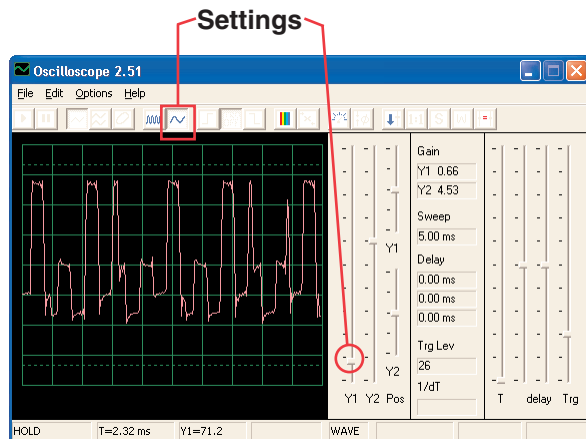 Settings
Oscilloscope 2.51
File Edit Options Help
Gain
Y1 0.66
Y2 4.53
Sweep
5.00 ms
Delay
0.00 ms
0.00 ms
0.00 ms
Trg Lev
26
1/dT
Y1
Y2
Y1 Y2 Pos
T delay Trg
HOLD T=2.32 ms Y1=71.2 WAVE